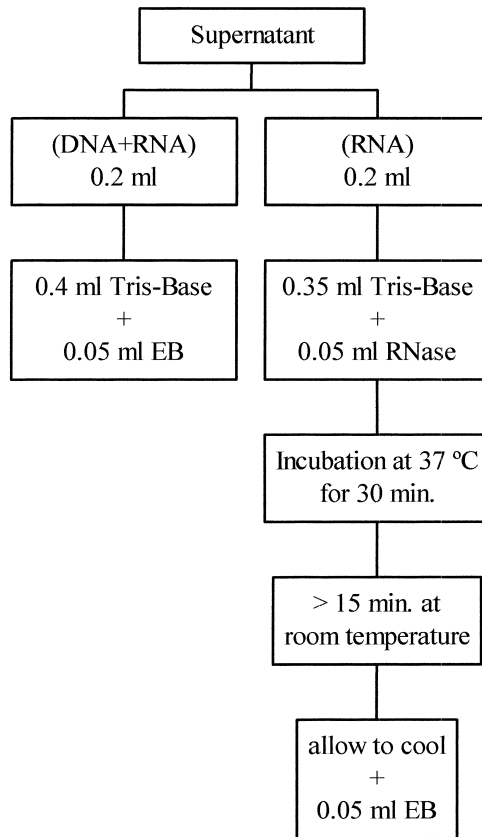 Supernatant
(DNA+RNA)
0.2 ml
(RNA)
0.2 ml
0.4 ml Tris-Base
+
0.05 ml EB
0.35 ml Tris-Base
+
0.05 ml RNase
Incubation at 37 ºC
for 30 min.
> 15 min. at
room temperature
allow to cool
+
0.05 ml EB